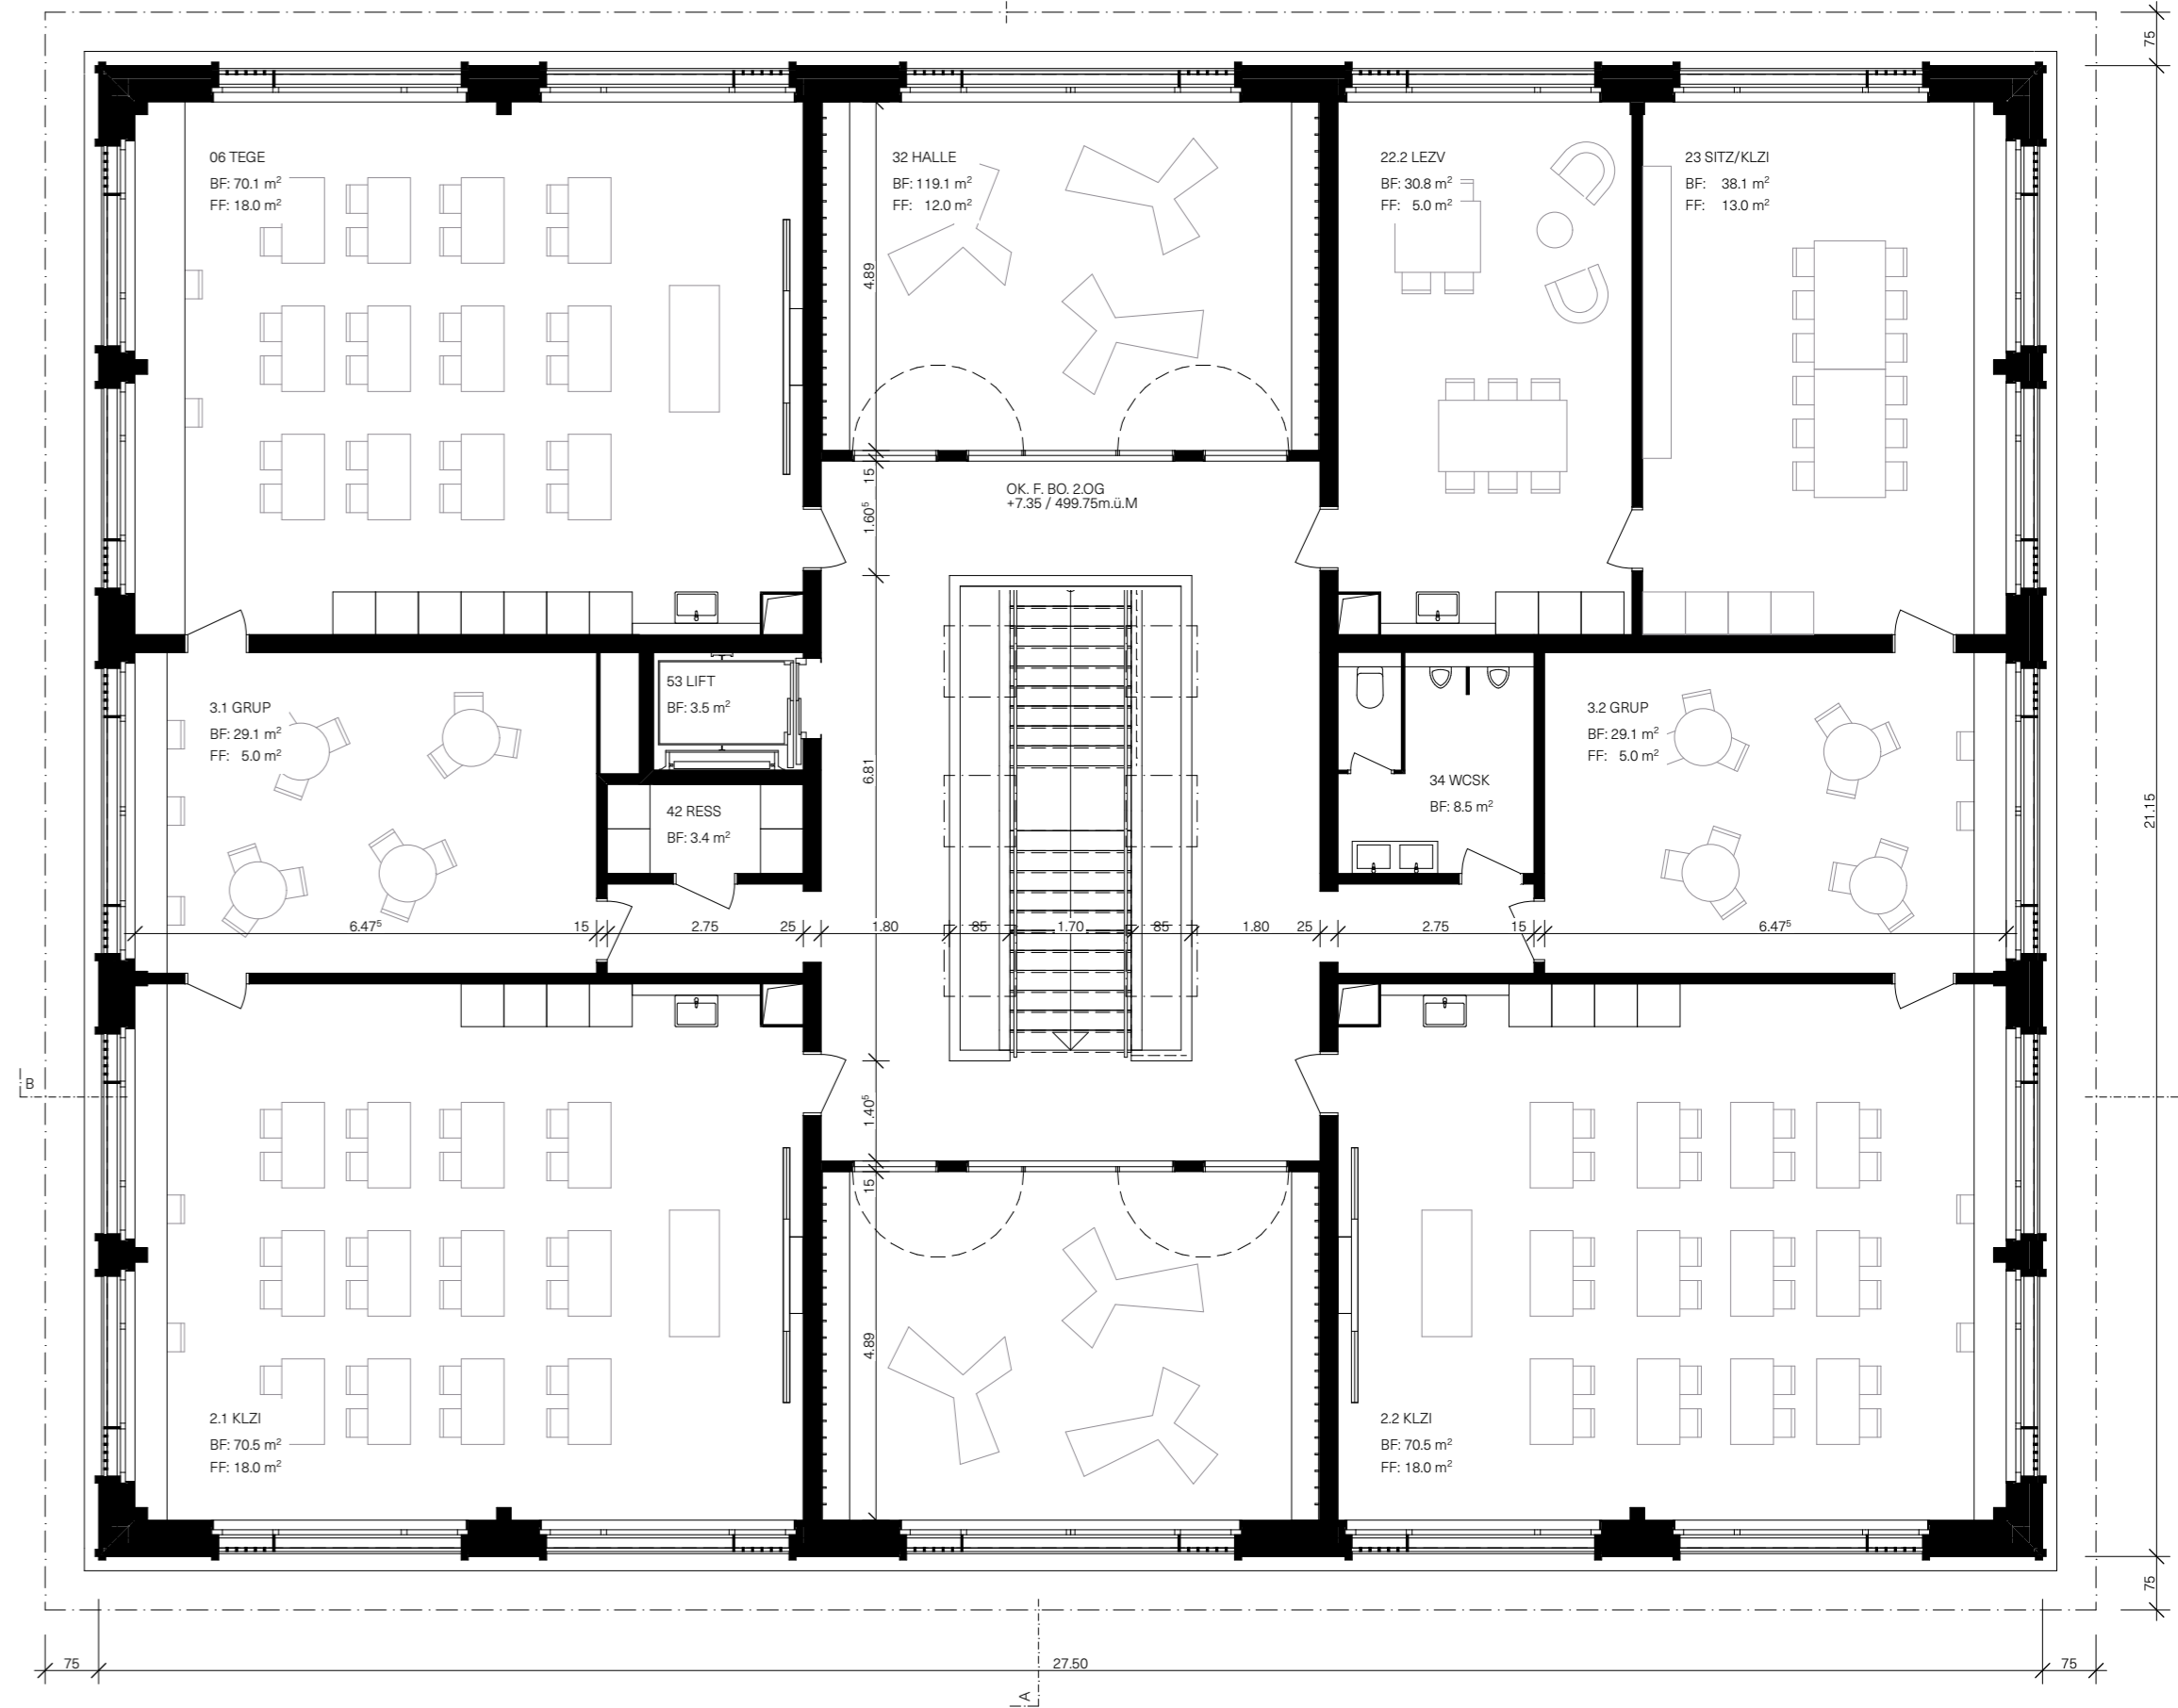 75
06 TEGE
BF: 70.1 m²
FF: 18.0 m²
32 HALLE
BF: 119.1 m²
FF: 12.0 m²
22.2 LEZV
BF: 30.8 m²
FF: 5.0 m²
23 SITZ/KLZI
BF: 38.1 m²
FF: 13.0 m²
4.89
15
OK. F. BO. 2.OG
+7.35 / 499.75m.ü.M
1.60⁵
53 LIFT
BF: 3.5 m²
3.1 GRUP
BF: 29.1 m²
FF: 5.0 m²
3.2 GRUP
BF: 29.1 m²
FF: 5.0 m²
6.81
34 WCSK
BF: 8.5 m²
42 RESS
BF: 3.4 m²
21.15
6.47⁵
15
2.75
25
1.80
85
1.70
85
1.80
25
2.75
15
6.47⁵
B
1.40⁵
15
4.89
2.1 KLZI
BF: 70.5 m²
FF: 18.0 m²
2.2 KLZI
BF: 70.5 m²
FF: 18.0 m²
75
75
27.50
75
A